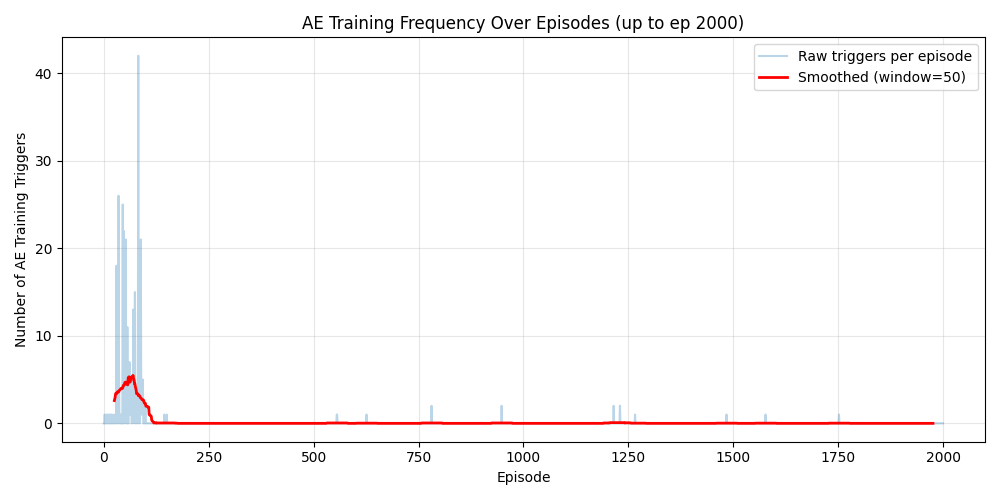 AE Training Frequency Over Episodes (up to ep 2000)
Raw triggers per episode
Smoothed (window=50)
Number of AE Training Triggers
40
30
20
10
0
0 250 500 750 1000 1250 1500 1750 2000
Episode